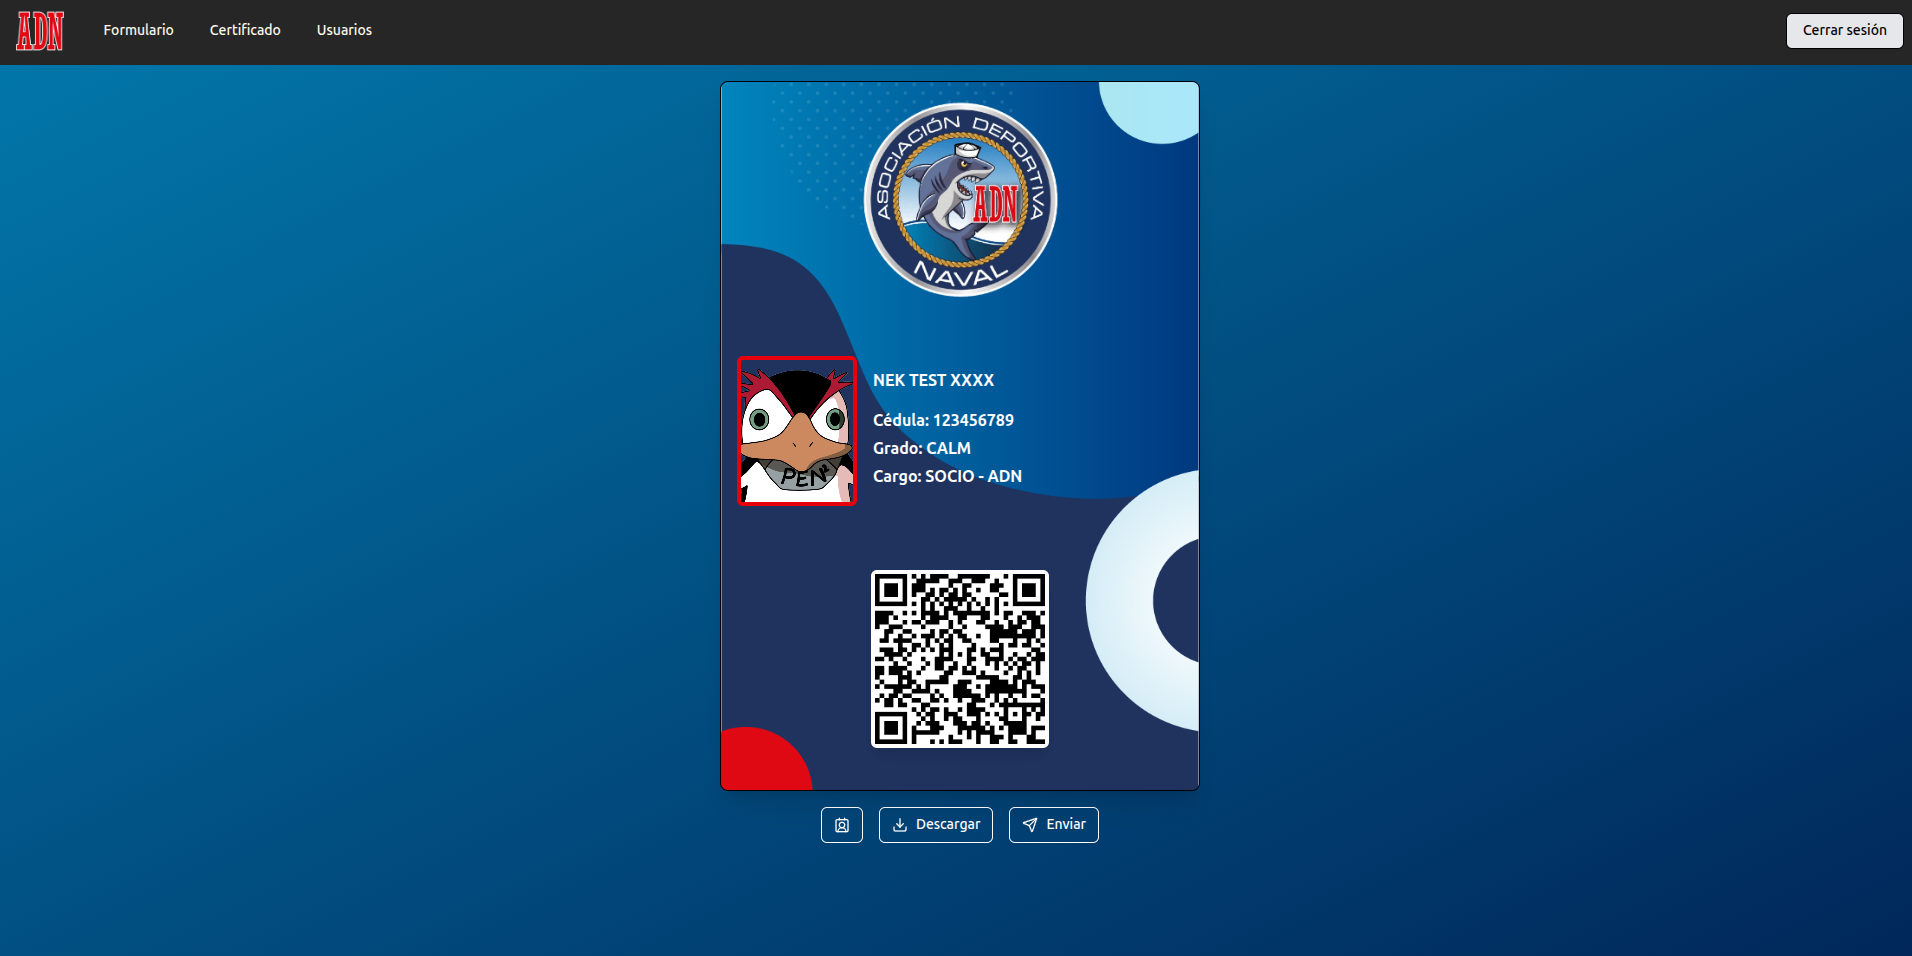 ADN Formulario Certificado Usuarios Cerrar sesión
ASOCIACIÓN DEPORTIVA
ADN
NAVAL
NEK TEST XXXX
Cédula: 123456789
Grado: CALM
Cargo: SOCIO - ADN
PEN²
Descargar Enviar